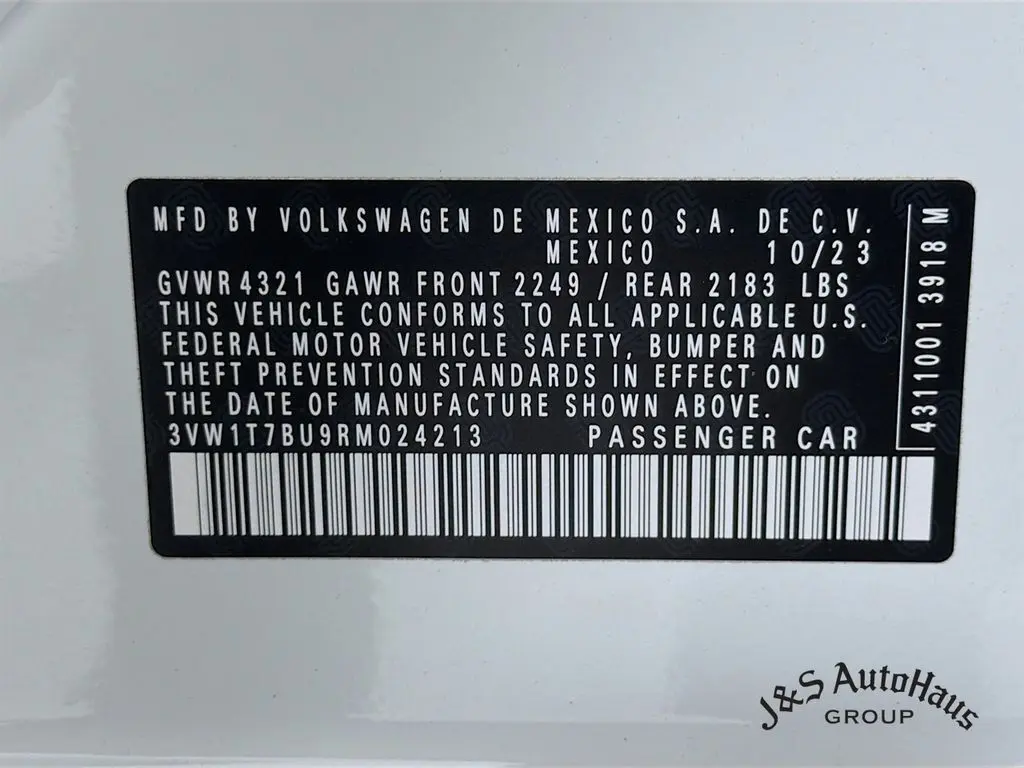 MFD BY VOLKSWAGEN DE MEXICO S.A. DE C.V.
MEXICO 10/23
GVWR 4321 GAWR FRONT 2249 / REAR 2183 LBS
THIS VEHICLE CONFORMS TO ALL APPLICABLE U.S.
FEDERAL MOTOR VEHICLE SAFETY, BUMPER AND
THEFT PREVENTION STANDARDS IN EFFECT ON
THE DATE OF MANUFACTURE SHOWN ABOVE.
3VW1T7BU9RM024213 PASSENGER CAR
4311001 3918 M
J&S AutoHaus
GROUP